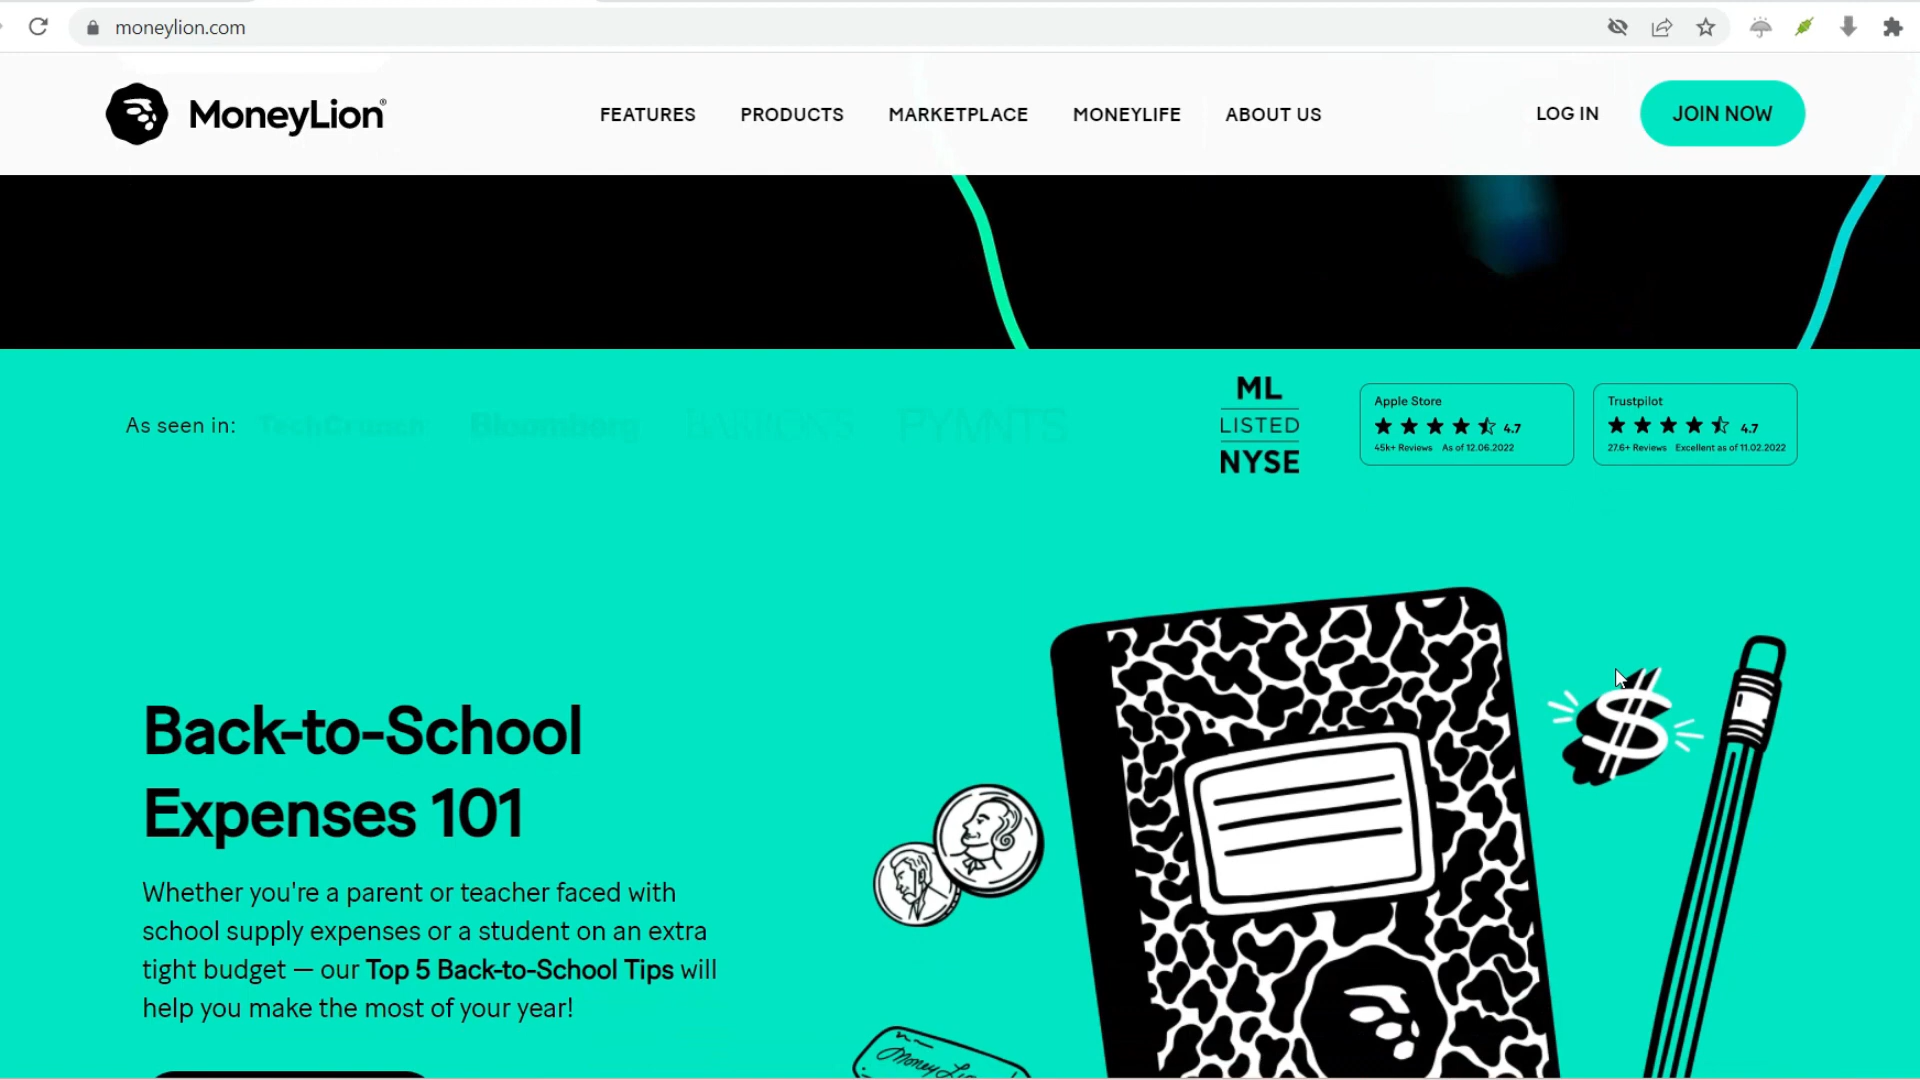 moneylion.com
MoneyLion®
FEATURES PRODUCTS MARKETPLACE MONEYLIFE ABOUT US LOG IN JOIN NOW
As seen in: TechCrunch Bloomberg BARRON'S PYMNTS
ML
LISTED
NYSE
Apple Store
4.7
45k+ Reviews As of 12.06.2022
Trustpilot
4.7
27.6+ Reviews Excellent as of 11.02.2022
Back-to-School
Expenses 101
Whether you're a parent or teacher faced with
school supply expenses or a student on an extra
tight budget — our Top 5 Back-to-School Tips will
help you make the most of your year!
$